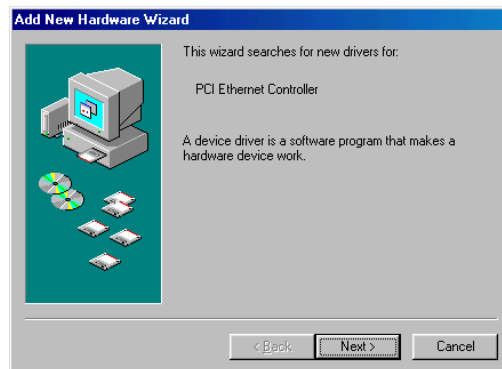 Add New Hardware Wizard
This wizard searches for new drivers for:
PCI Ethernet Controller
A device driver is a software program that makes a
hardware device work.
< Back
Next >
Cancel